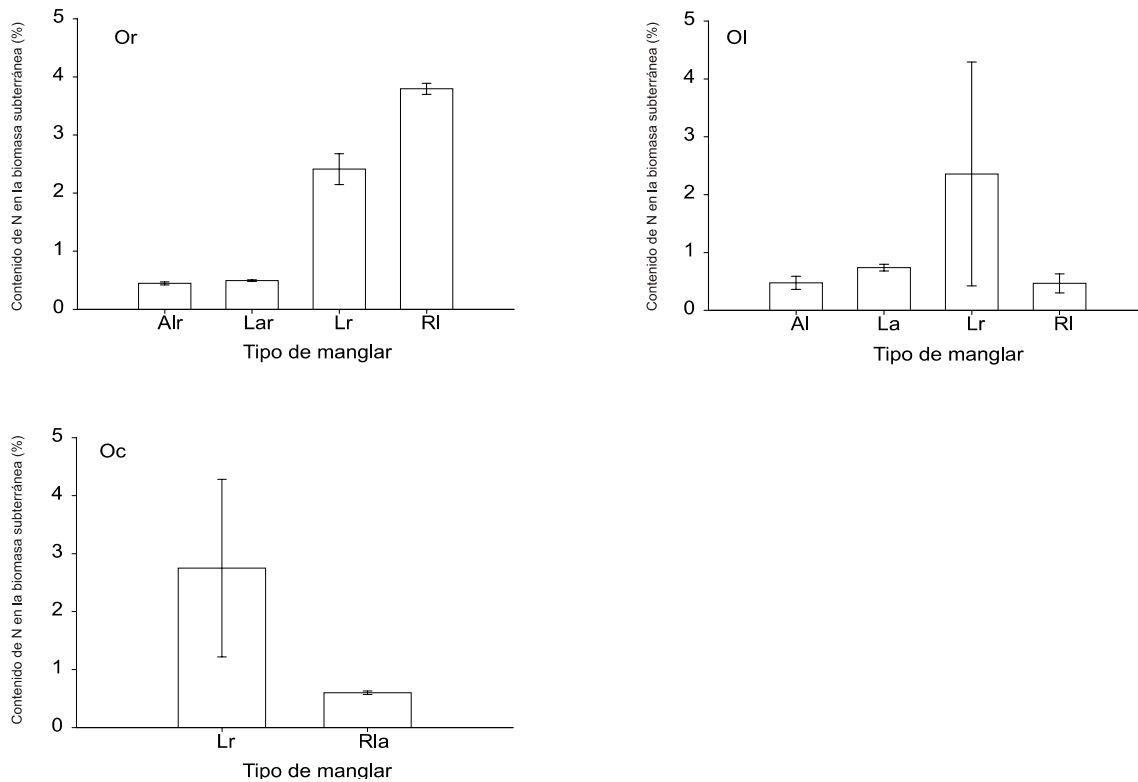 Or
Contenido de N en la biomasa subterránea (%)
5
4
3
2
1
0
Alr Lar Lr Rl
Tipo de manglar
Ol
Contenido de N en la biomasa subterránea (%)
5
4
3
2
1
0
Al La Lr Rl
Tipo de manglar
Oc
Contenido de N en la biomasa subterránea (%)
5
4
3
2
1
0
Lr Rla
Tipo de manglar